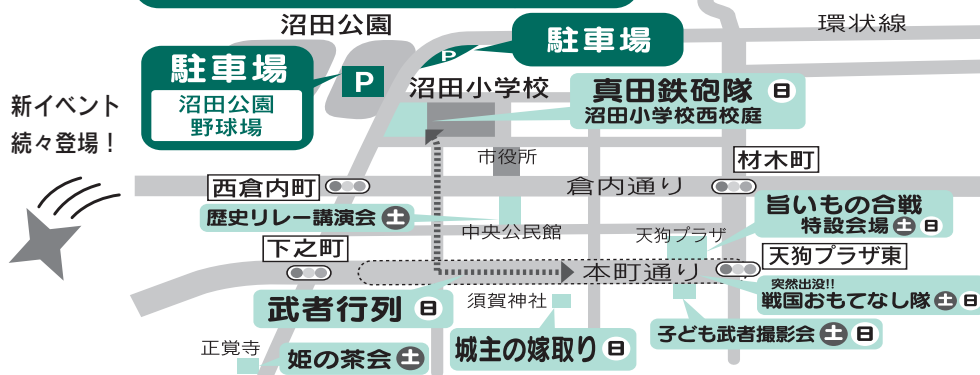 沼田公園
環状線
駐車場
沼田公園
野球場
P
P
駐車場
沼田小学校
新イベント
続々登場！
真田鉄砲隊 日
沼田小学校西校庭
市役所
材木町
西倉内町
倉内通り
歴史リレー講演会 土
旨いもの合戦
特設会場 土 日
中央公民館
天狗プラザ
下之町
天狗プラザ東
本町通り
突然出没!!
戦国おもてなし隊 土 日
武者行列 日
須賀神社
子ども武者撮影会 土 日
城主の嫁取り 日
正覚寺
姫の茶会 土